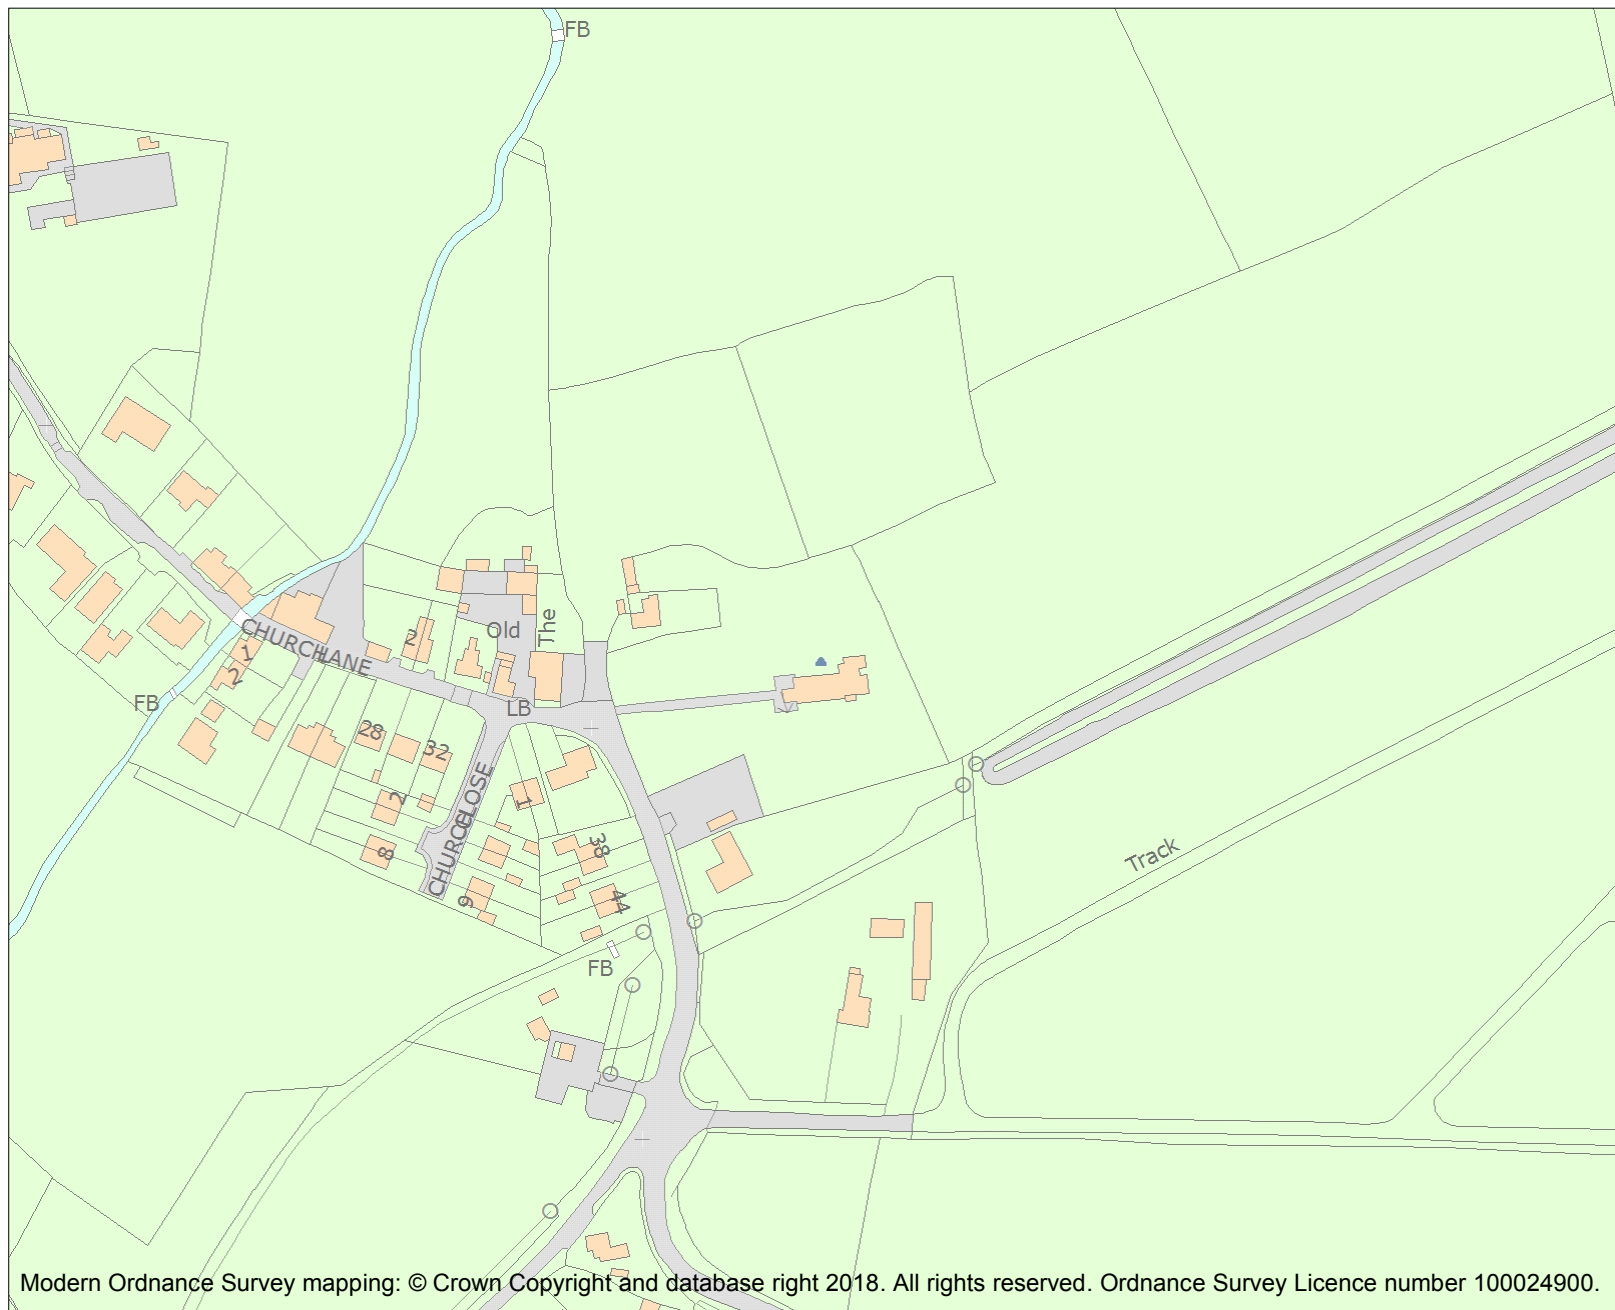 FB
The
Old
2
CHURCH LANE
1
2
FB
LB
28
32
CHURCH CLOSE
2
1
8
38
9
44
Track
FB
Modern Ordnance Survey mapping: © Crown Copyright and database right 2018. All rights reserved. Ordnance Survey Licence number 100024900.